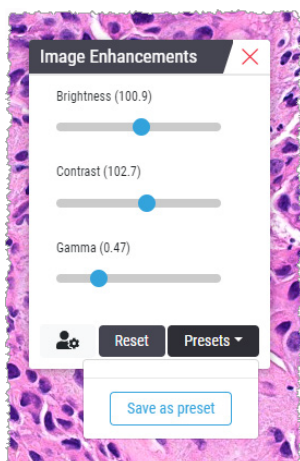 Image Enhancements
Brightness (100.9)
Contrast (102.7)
Gamma (0.47)
Reset Presets
Save as preset